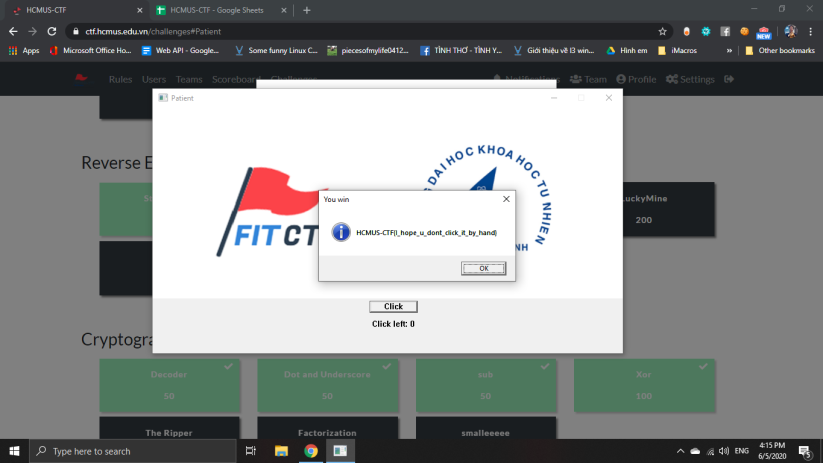 HCMUS-CTF
HCMUS-CTF - Google Sheets
ctf.hcmus.edu.vn/challenges#Patient
Apps
Microsoft Office Ho...
Web API - Google...
Some funny Linux C...
piecesofmylife0412...
TÌNH THƠ - TÌNH Y...
Giới thiệu về I3 win...
Hình em
iMacros
»
Other bookmarks
NEW
Rules
Users
Teams
Scoreboard
Challenges
Notifications
Team
Profile
Settings
Patient
Reverse E
LuckyMine
200
FIT CT
ĐẠI HỌC KHOA HỌC TỰ NHIÊN
You win
HCMUS-CTF{I_hope_u_dont_click_it_by_hand}
OK
Click
Click left: 0
Cryptogra
Decoder
50
Dot and Underscore
50
sub
50
Xor
100
The Ripper
Factorization
smalleeeee
Type here to search
ENG
4:15 PM
6/5/2020
5